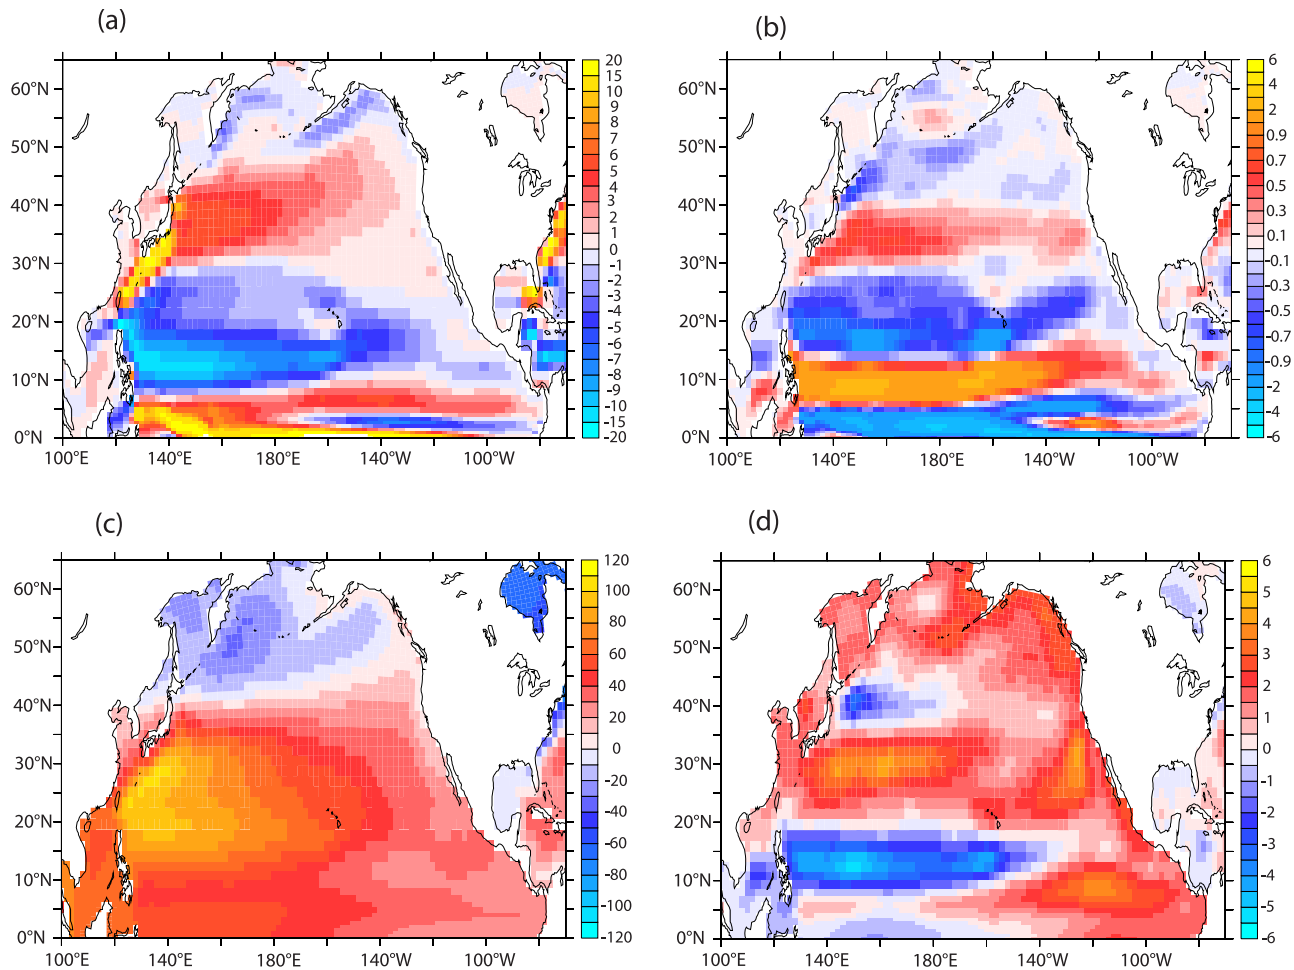 (a)
60°N
50°N
40°N
30°N
20°N
10°N
0°N
100°E 140°E 180°E 140°W 100°W
20
15
10
9
8
7
6
5
4
3
2
1
0
-1
-2
-3
-4
-5
-6
-7
-8
-9
-10
-15
-20
(b)
60°N
50°N
40°N
30°N
20°N
10°N
0°N
100°E 140°E 180°E 140°W 100°W
6
4
2
0.9
0.7
0.5
0.3
0.1
-0.1
-0.3
-0.5
-0.7
-0.9
-2
-4
-6
(c)
60°N
50°N
40°N
30°N
20°N
10°N
0°N
100°E 140°E 180°E 140°W 100°W
120
100
80
60
40
20
0
-20
-40
-60
-80
-100
-120
(d)
60°N
50°N
40°N
30°N
20°N
10°N
0°N
100°E 140°E 180°E 140°W 100°W
6
5
4
3
2
1
0
-1
-2
-3
-4
-5
-6